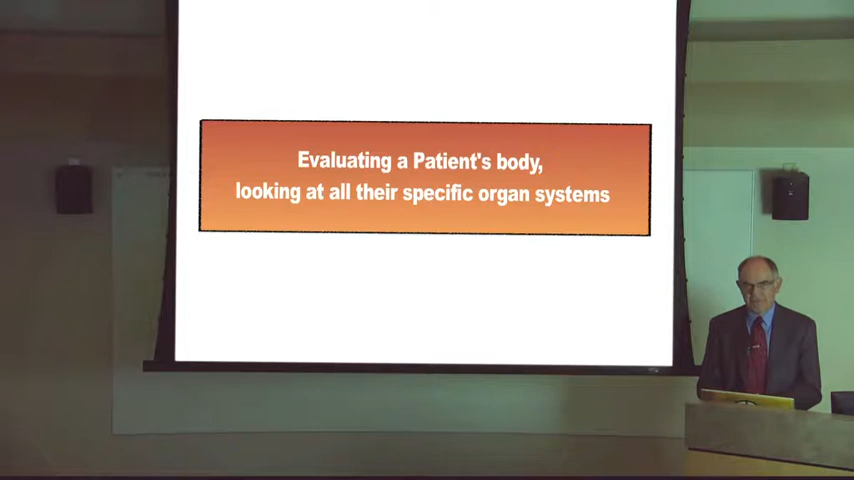 Evaluating a Patient's body,
looking at all their specific organ systems